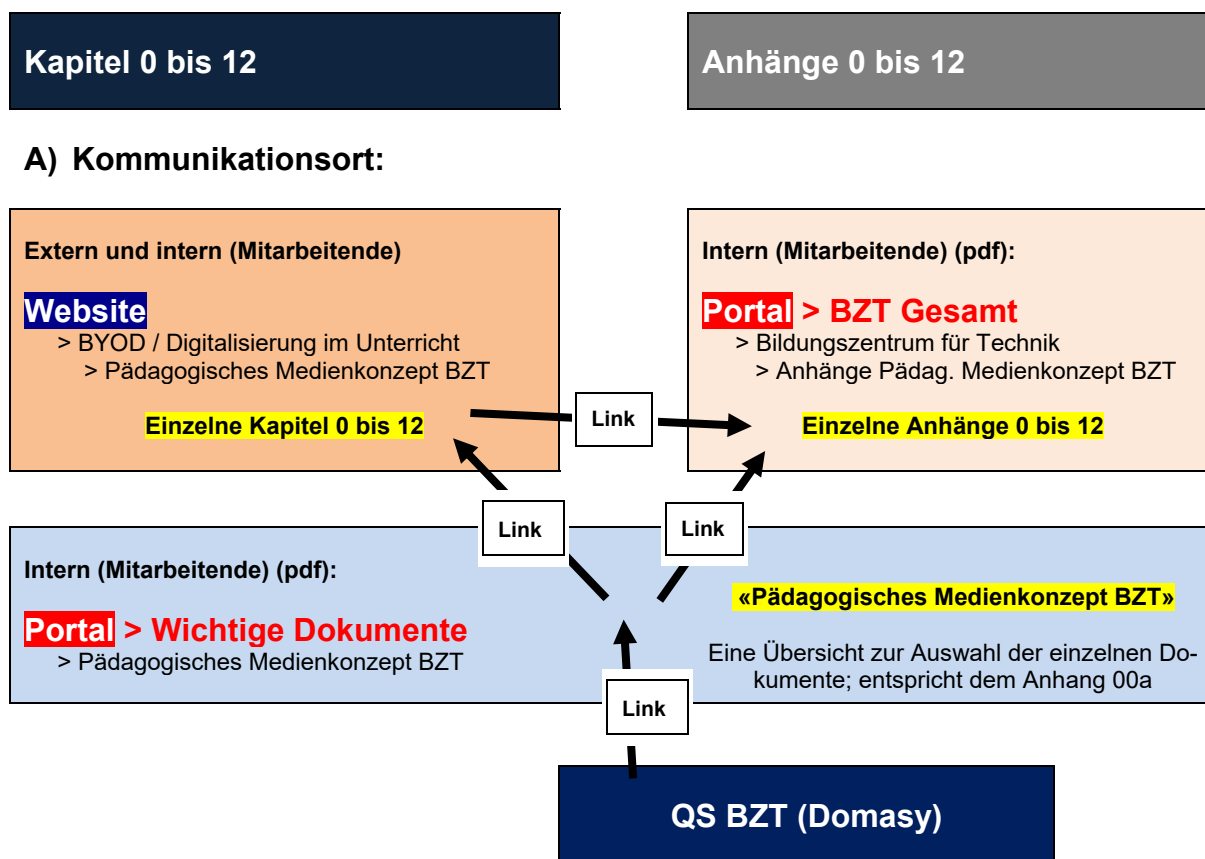 Kapitel 0 bis 12
Anhänge 0 bis 12
A) Kommunikationsort:
Extern und intern (Mitarbeitende)
Website
> BYOD / Digitalisierung im Unterricht
> Pädagogisches Medienkonzept BZT
Einzelne Kapitel 0 bis 12
Link
Intern (Mitarbeitende) (pdf):
Portal > BZT Gesamt
> Bildungszentrum für Technik
> Anhänge Pädag. Medienkonzept BZT
Einzelne Anhänge 0 bis 12
Link
Link
Intern (Mitarbeitende) (pdf):
Portal > Wichtige Dokumente
> Pädagogisches Medienkonzept BZT
«Pädagogisches Medienkonzept BZT»
Eine Übersicht zur Auswahl der einzelnen Do-
kumente; entspricht dem Anhang 00a
Link
QS BZT (Domasy)